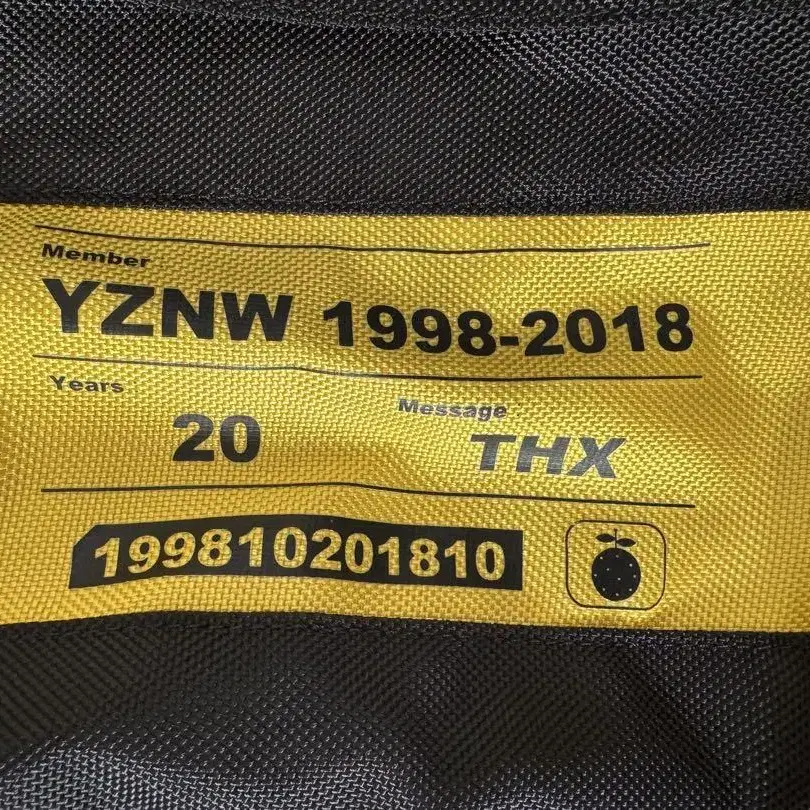 Member
YZNW 1998-2018
Years
Message
20
THX
199810201810